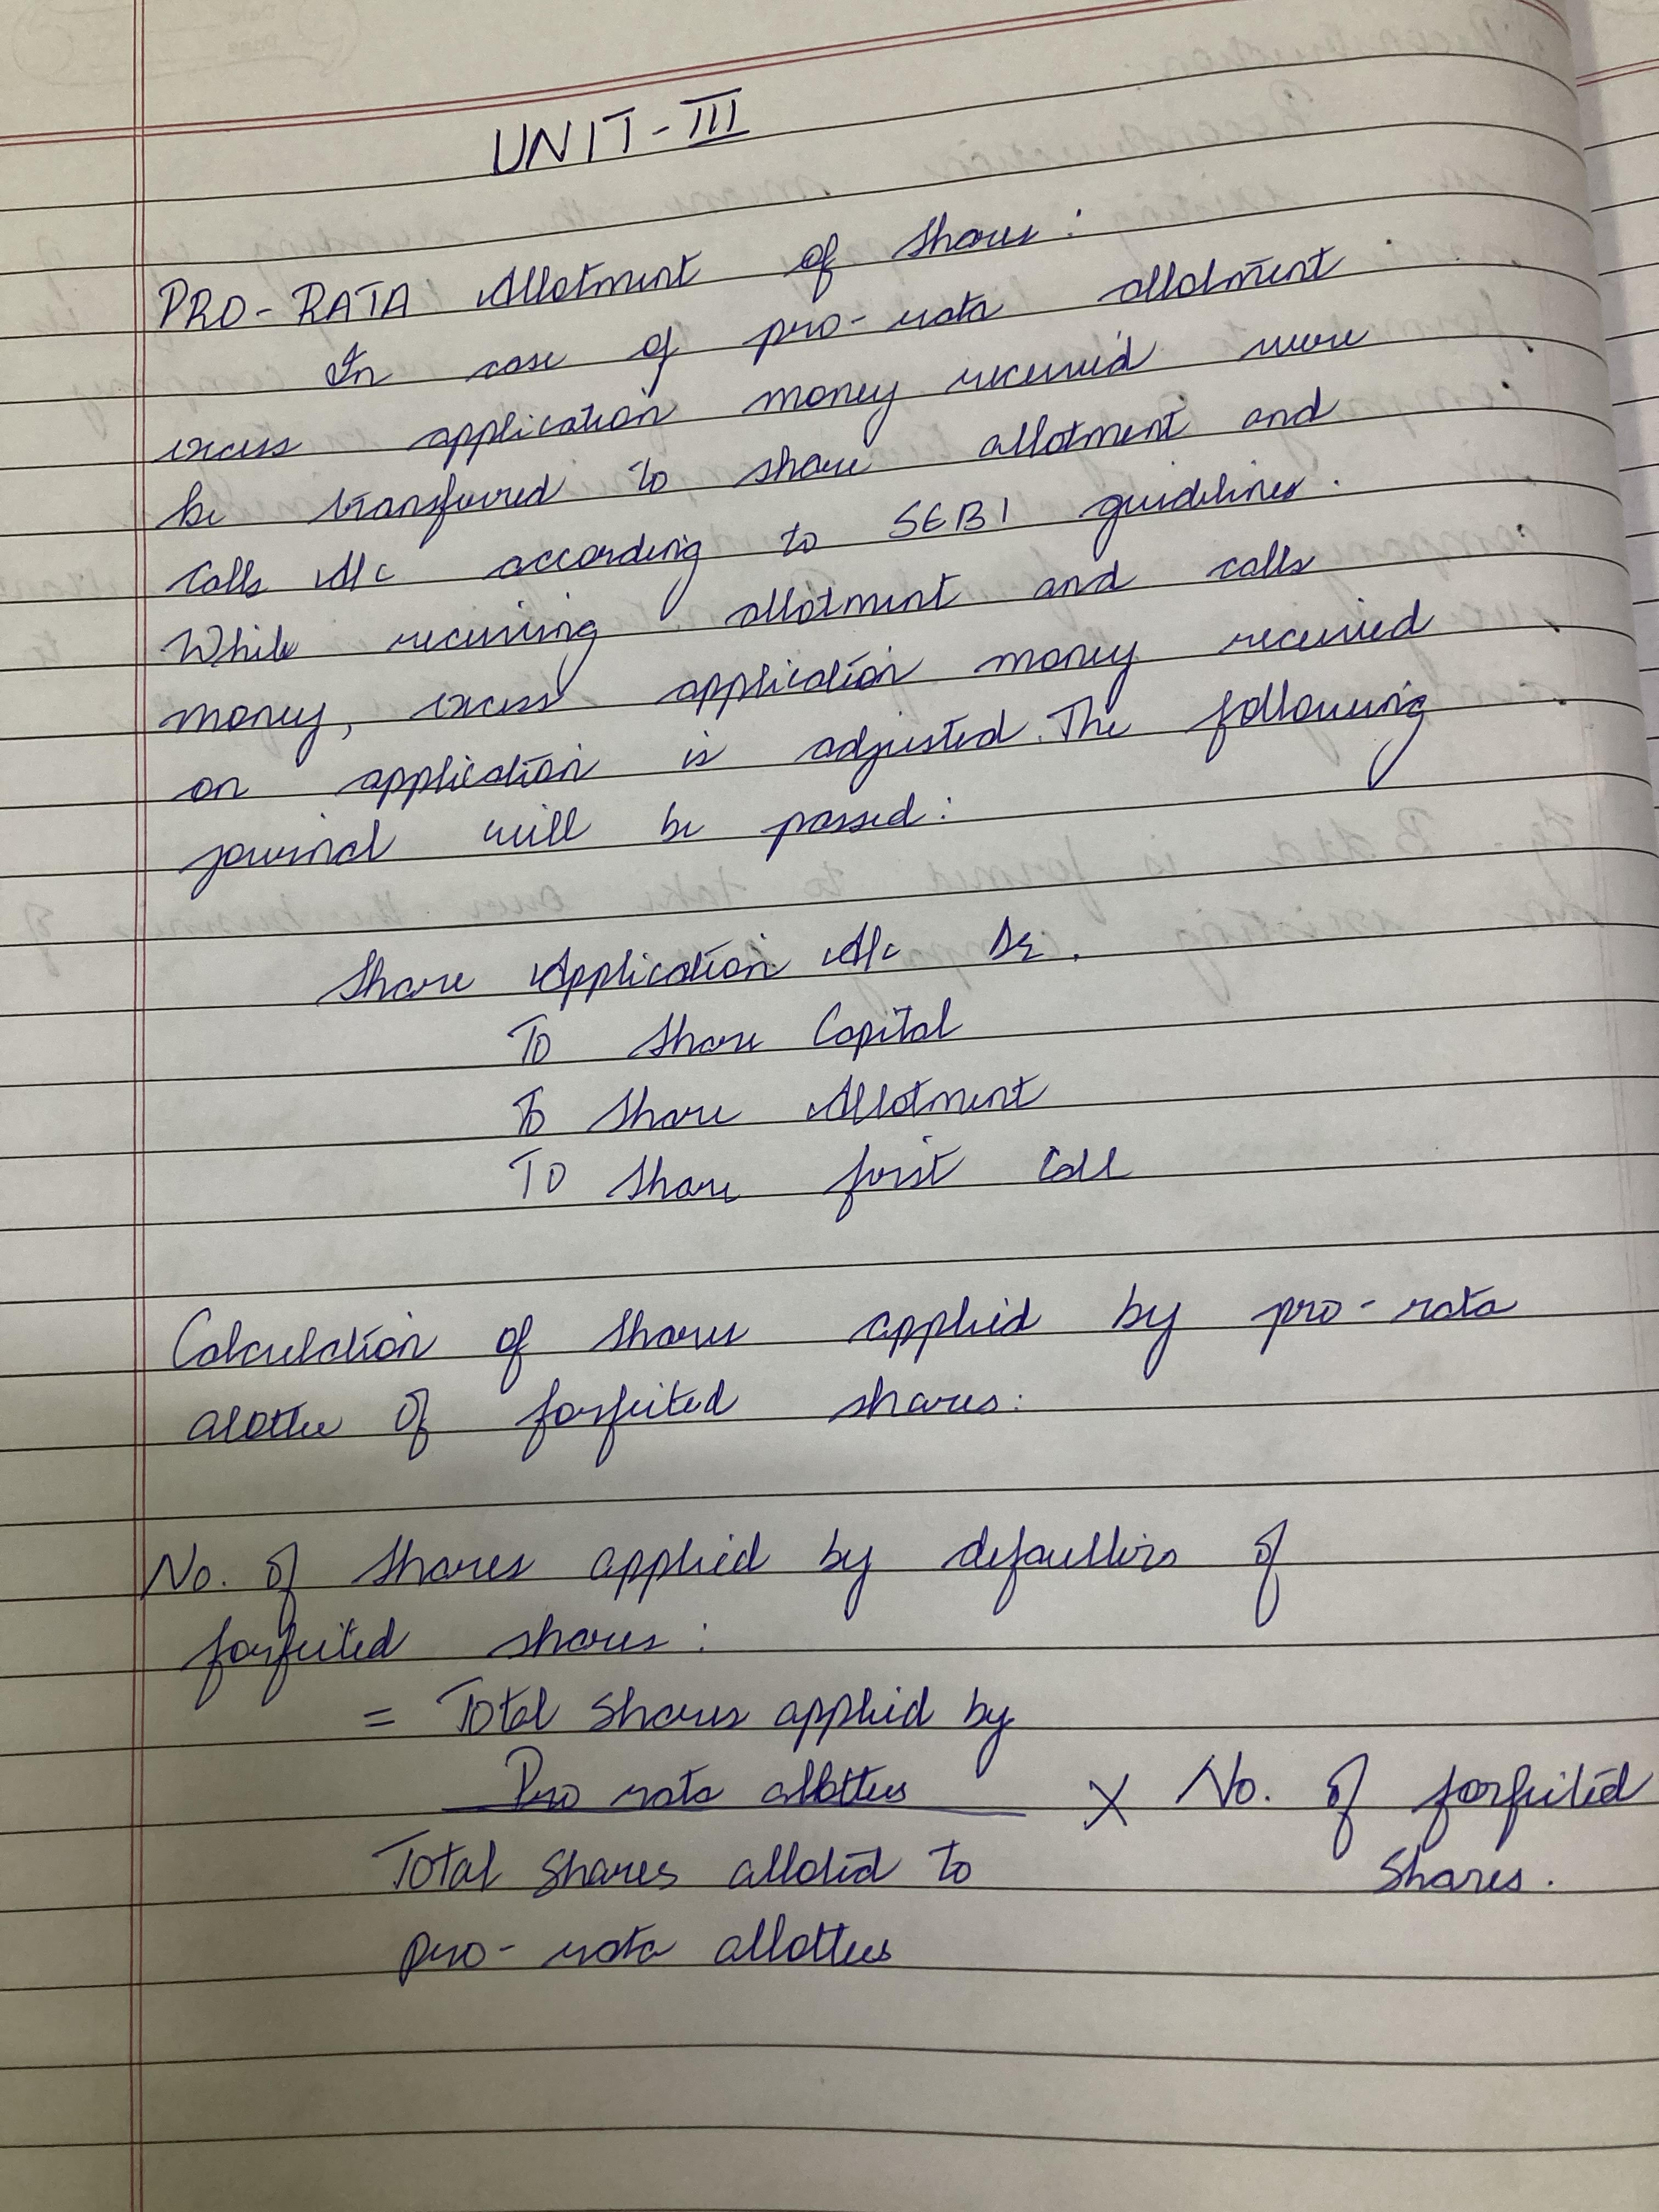 UNIT-III
PRO-RATA Allotment of shares:
In case of pro-rata allotment
excess application money received were
be transferred to share allotment and
Calls A/c according to SEBI guidelines.
While receiving allotment and calls
money, excess application money received
on application is adjusted. The following
journal will be passed:
Share Application A/c Dr.
To Share Capital
To Share Allotment
To Share first Call
Calculation of shares applied by pro-rata
alottee of forfeited shares:
No. of shares applied by defaulters of
forfeited shares:
= Total shares applied by
Pro rata allottees × No. of forfeited
Total shares alloted to Shares.
pro-rata allottees